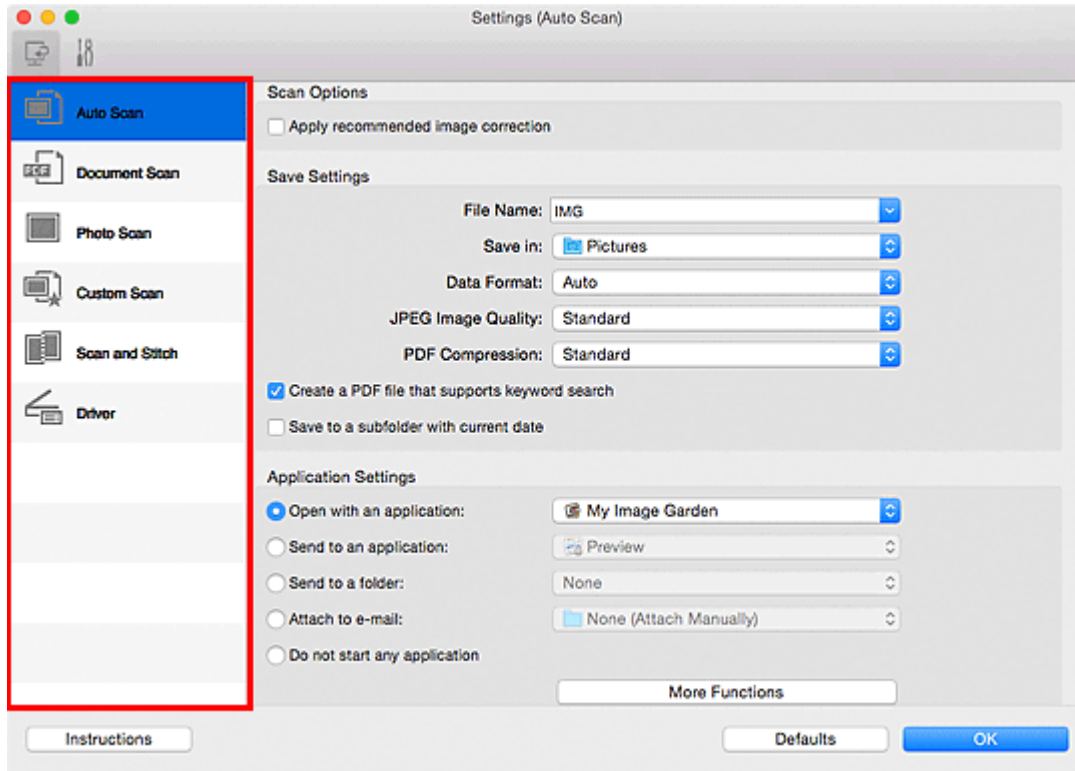 Settings (Auto Scan)
Auto Scan
Document Scan
Photo Scan
Custom Scan
Scan and Stitch
Driver
Scan Options
Apply recommended image correction
Save Settings
File Name: IMG
Save in: Pictures
Data Format: Auto
JPEG Image Quality: Standard
PDF Compression: Standard
Create a PDF file that supports keyword search
Save to a subfolder with current date
Application Settings
Open with an application: My Image Garden
Send to an application: Preview
Send to a folder: None
Attach to e-mail: None (Attach Manually)
Do not start any application
More Functions
Instructions
Defaults
OK